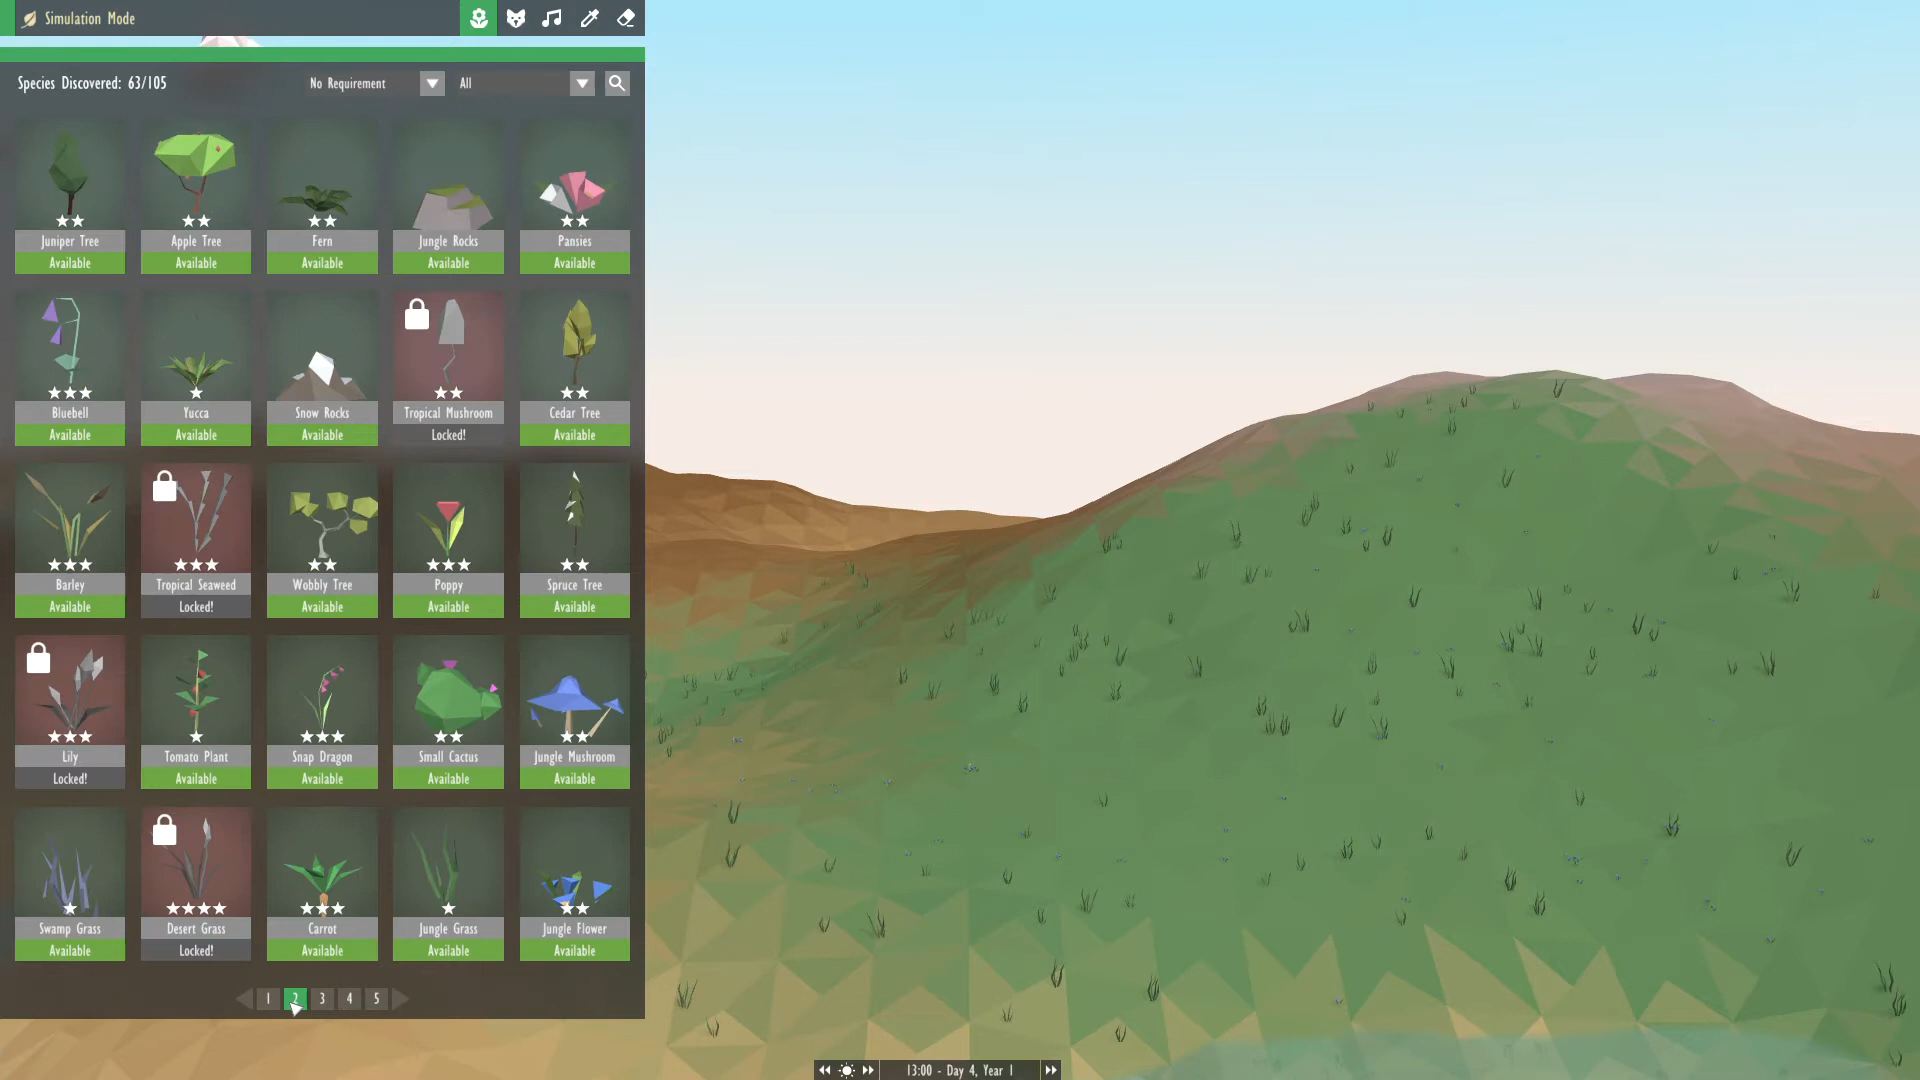 Simulation Mode
Species Discovered: 63/105
No Requirement
All
Juniper Tree
Available
Apple Tree
Available
Fern
Available
Jungle Rocks
Available
Pansies
Available
Bluebell
Available
Yucca
Available
Snow Rocks
Available
Tropical Mushroom
Locked!
Cedar Tree
Available
Barley
Available
Tropical Seaweed
Locked!
Wobbly Tree
Available
Poppy
Available
Spruce Tree
Available
Lily
Locked!
Tomato Plant
Available
Snap Dragon
Available
Small Cactus
Available
Jungle Mushroom
Available
Swamp Grass
Available
Desert Grass
Locked!
Carrot
Available
Jungle Grass
Available
Jungle Flower
Available
1 2 3 4 5
13:00 - Day 4, Year 1